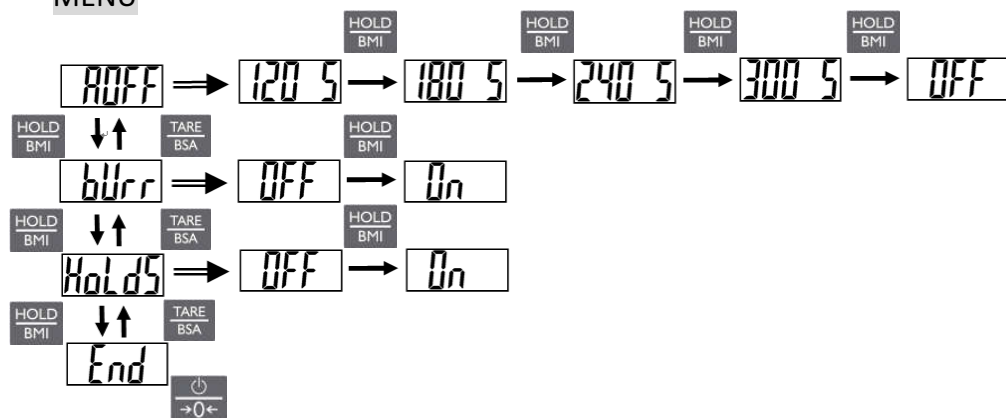 MENU
HOLD BMI HOLD BMI HOLD BMI HOLD BMI
AOFF 120 S 180 S 240 S 300 S OFF
HOLD BMI TARE BSA HOLD BMI
bUrr OFF On
HOLD BMI TARE BSA HOLD BMI
HoLdS OFF On
HOLD BMI TARE BSA
End
→0←